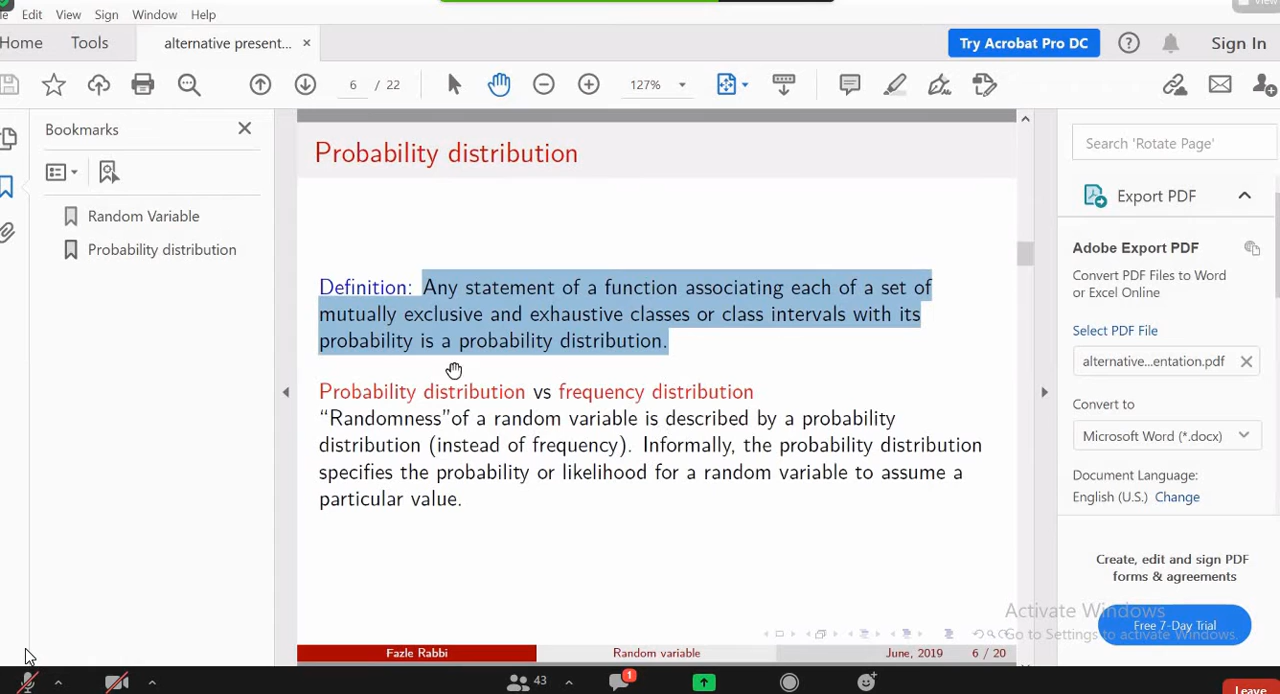 Edit View Sign Window Help
View
Home Tools alternative present... × Try Acrobat Pro DC Sign In
6 / 22 127%
Bookmarks
Random Variable
Probability distribution
Probability distribution
Definition: Any statement of a function associating each of a set of
mutually exclusive and exhaustive classes or class intervals with its
probability is a probability distribution.
Probability distribution vs frequency distribution
“Randomness”of a random variable is described by a probability
distribution (instead of frequency). Informally, the probability distribution
specifies the probability or likelihood for a random variable to assume a
particular value.
Fazle Rabbi Random variable June, 2019 6 / 20
Search 'Rotate Page'
Export PDF
Adobe Export PDF
Convert PDF Files to Word
or Excel Online
Select PDF File
alternative...entation.pdf
Convert to
Microsoft Word (*.docx)
Document Language:
English (U.S.) Change
Create, edit and sign PDF
forms & agreements
Free 7-Day Trial
Activate Windows
Go to Settings to activate Windows.
43 1 Leave